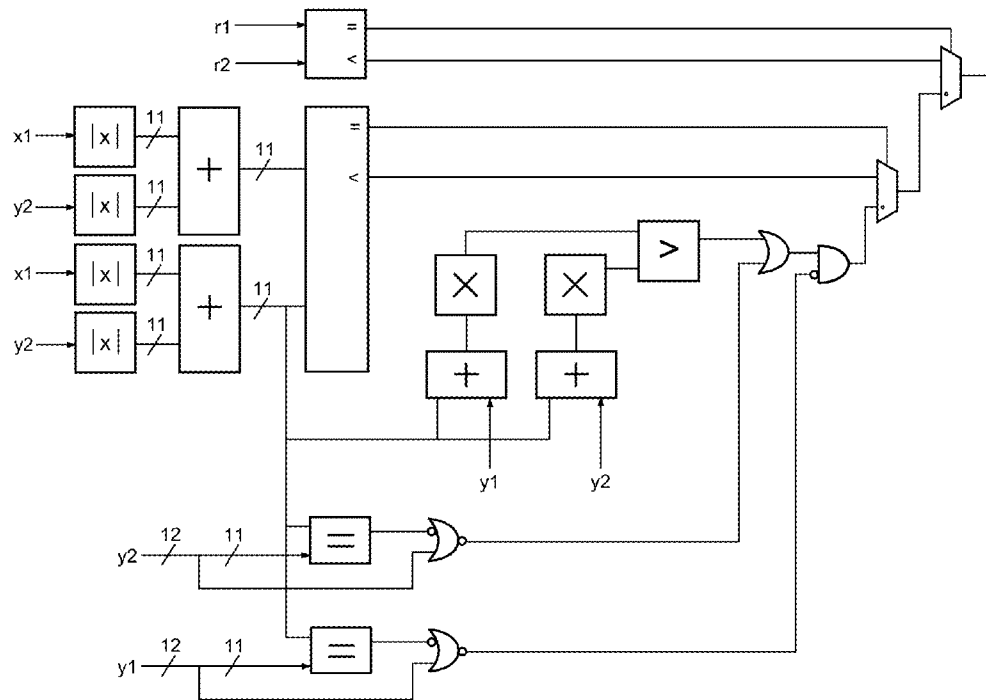 r1
=
r2
<
x1 |x| 11
+ 11
=
<
y2 |x| 11
x1 |x| 11
+ 11
y2 |x| 11
×
×
>
+
+
y1
y2
y2 12 11 =
y1 12 11 =